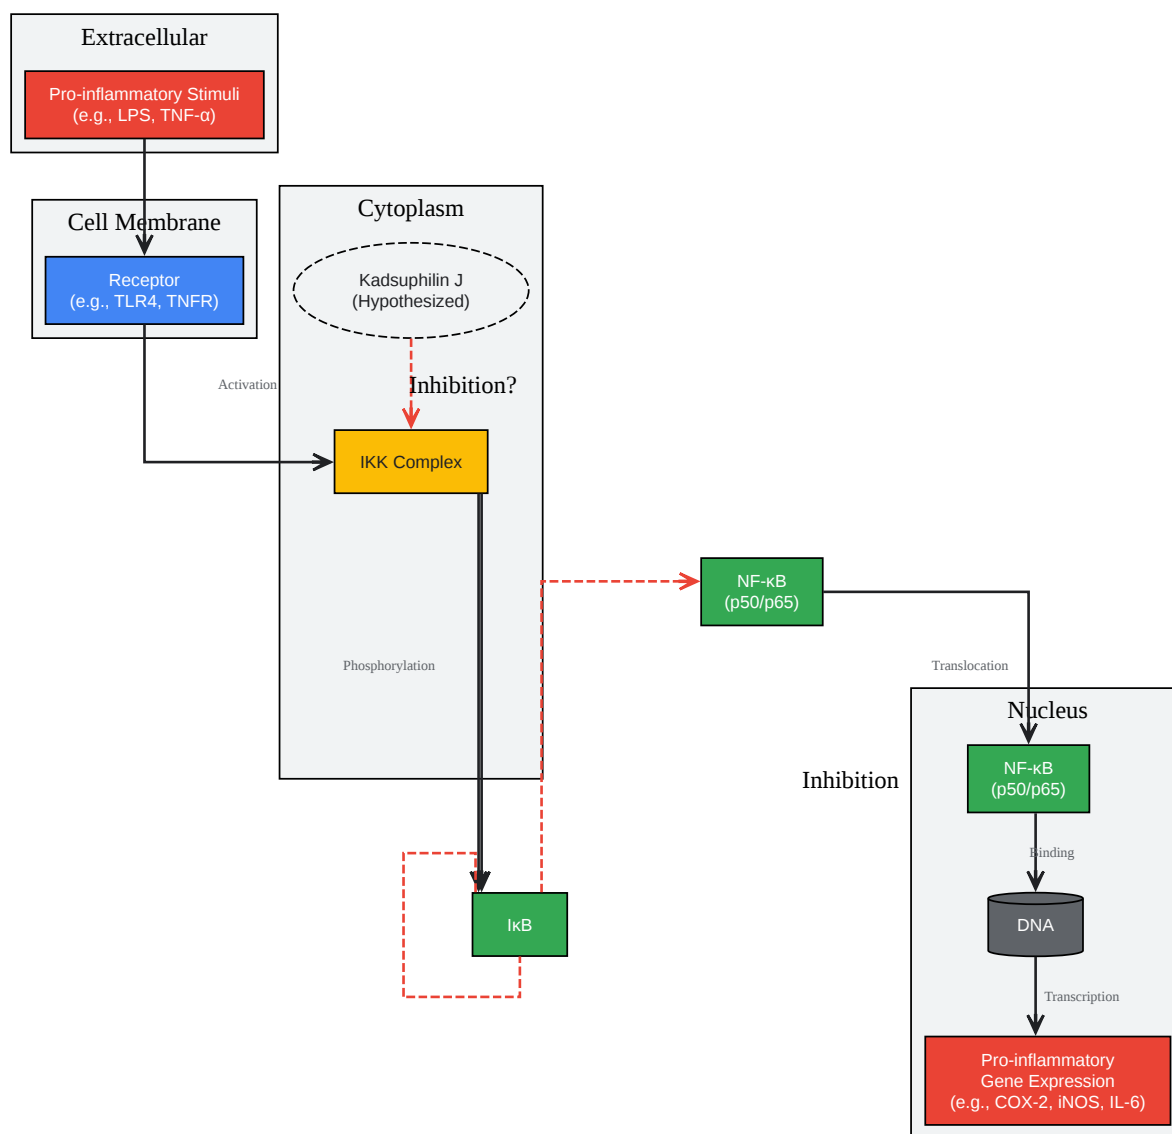 Extracellular
Pro-inflammatory Stimuli
(e.g., LPS, TNF-α)
Cell Membrane
Receptor
(e.g., TLR4, TNFR)
Cytoplasm
Kadsuphilin J
(Hypothesized)
Activation
Inhibition?
IKK Complex
NF-κB
(p50/p65)
Phosphorylation
Translocation
Nucleus
Inhibition
NF-κB
(p50/p65)
Binding
IκB
DNA
Transcription
Pro-inflammatory
Gene Expression
(e.g., COX-2, iNOS, IL-6)